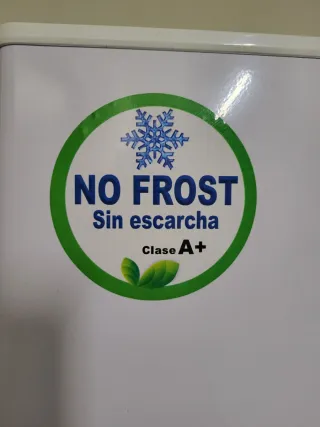 NO FROST
Sin escarcha
Clase A+